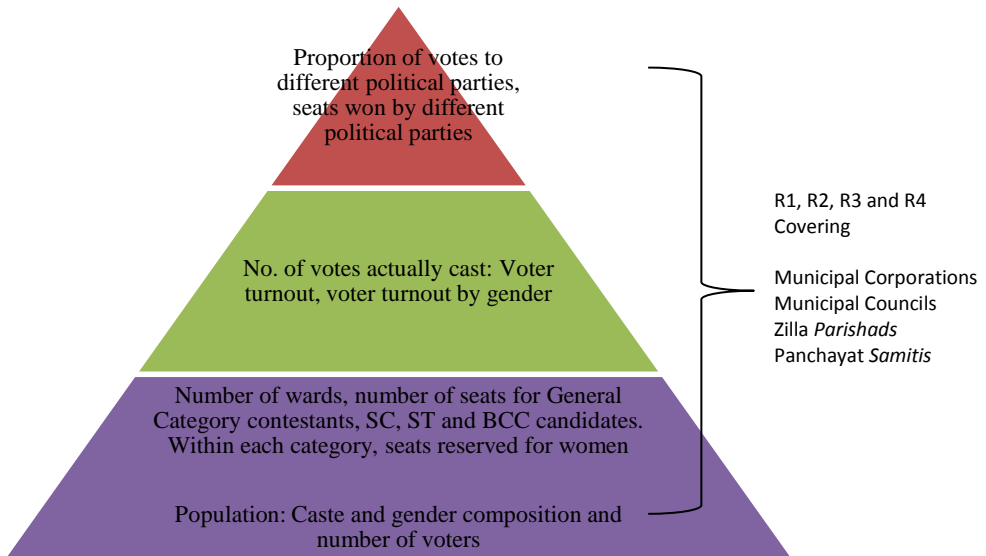 Proportion of votes to
different political parties,
seats won by different
political parties
No. of votes actually cast: Voter
turnout, voter turnout by gender
Number of wards, number of seats for General
Category contestants, SC, ST and BCC candidates.
Within each category, seats reserved for women
Population: Caste and gender composition and
number of voters
R1, R2, R3 and R4
Covering
Municipal Corporations
Municipal Councils
Zilla Parishads
Panchayat Samitis